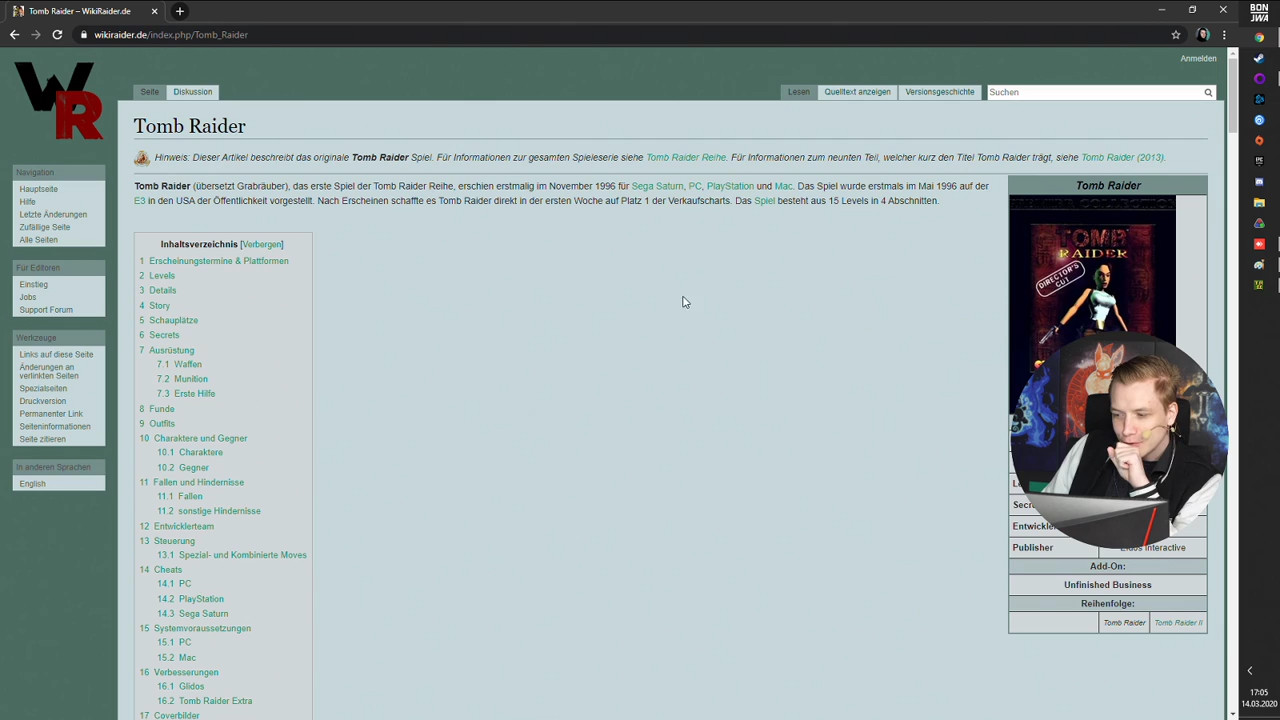 Tomb Raider – WikiRaider.de
BON
JWA
wikiraider.de/index.php/Tomb_Raider
Anmelden
WR
Seite
Diskussion
Lesen
Quelltext anzeigen
Versionsgeschichte
Suchen
Tomb Raider
Hinweis: Dieser Artikel beschreibt das originale Tomb Raider Spiel. Für Informationen zur gesamten Spieleserie siehe Tomb Raider Reihe. Für Informationen zum neunten Teil, welcher kurz den Titel Tomb Raider trägt, siehe Tomb Raider (2013).
Tomb Raider (übersetzt Grabräuber), das erste Spiel der Tomb Raider Reihe, erschien erstmalig im November 1996 für Sega Saturn, PC, PlayStation und Mac. Das Spiel wurde erstmals im Mai 1996 auf der
E3 in den USA der Öffentlichkeit vorgestellt. Nach Erscheinen schaffte es Tomb Raider direkt in der ersten Woche auf Platz 1 der Verkaufscharts. Das Spiel besteht aus 15 Levels in 4 Abschnitten.
Navigation
Hauptseite
Hilfe
Letzte Änderungen
Zufällige Seite
Alle Seiten
Für Editoren
Einstieg
Jobs
Support Forum
Werkzeuge
Links auf diese Seite
Änderungen an
verlinkten Seiten
Spezialseiten
Druckversion
Permanenter Link
Seiteninformationen
Seite zitieren
In anderen Sprachen
English
Inhaltsverzeichnis [Verbergen]
1 Erscheinungstermine & Plattformen
2 Levels
3 Details
4 Story
5 Schauplätze
6 Secrets
7 Ausrüstung
7.1 Waffen
7.2 Munition
7.3 Erste Hilfe
8 Funde
9 Outfits
10 Charaktere und Gegner
10.1 Charaktere
10.2 Gegner
11 Fallen und Hindernisse
11.1 Fallen
11.2 sonstige Hindernisse
12 Entwicklerteam
13 Steuerung
13.1 Spezial- und Kombinierte Moves
14 Cheats
14.1 PC
14.2 PlayStation
14.3 Sega Saturn
15 Systemvoraussetzungen
15.1 PC
15.2 Mac
16 Verbesserungen
16.1 Glidos
16.2 Tomb Raider Extra
17 Coverbilder
Tomb Raider
TOMB
RAIDER
DIRECTOR'S
CUT
Publisher
Eidos Interactive
Add-On:
Unfinished Business
Reihenfolge:
Tomb Raider
Tomb Raider II
17:05
14.03.2020